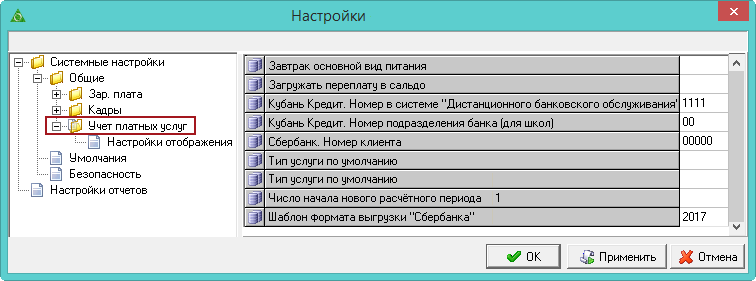 Настройки
Системные настройки
Общие
Зар. плата
Кадры
Учет платных услуг
Настройки отображения
Умолчания
Безопасность
Настройки отчетов
Завтрак основной вид питания
Загружать переплату в сальдо
Кубань Кредит. Номер в системе "Дистанционного банковского обслуживания" 1111
Кубань Кредит. Номер подразделения банка (для школ) 00
Сбербанк. Номер клиента 00000
Тип услуги по умолчанию
Тип услуги по умолчанию
Число начала нового расчётного периода 1
Шаблон формата выгрузки "Сбербанка" 2017
OK Применить Отмена